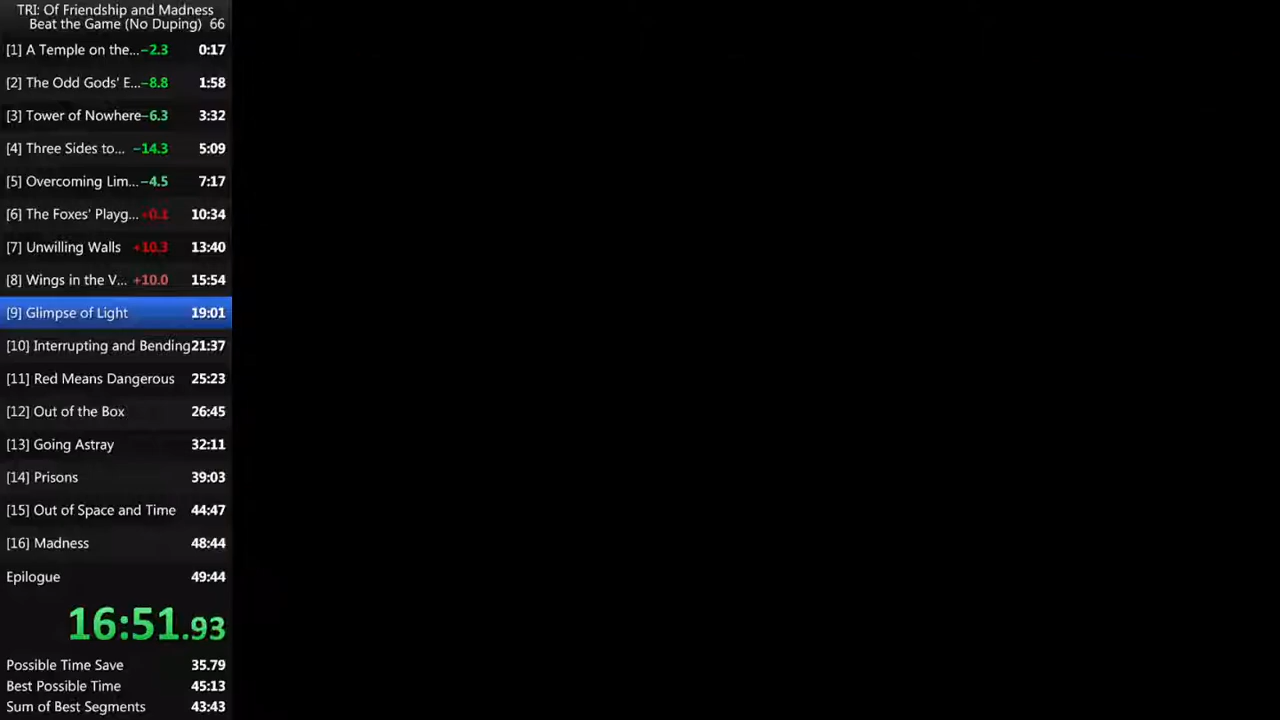 TRI: Of Friendship and Madness
Beat the Game (No Duping) 66
[1] A Temple on the... −2.3 0:17
[2] The Odd Gods' E... −8.8 1:58
[3] Tower of Nowhere −6.3 3:32
[4] Three Sides to... −14.3 5:09
[5] Overcoming Lim... −4.5 7:17
[6] The Foxes' Playg... +0.1 10:34
[7] Unwilling Walls +10.3 13:40
[8] Wings in the V... +10.0 15:54
[9] Glimpse of Light 19:01
[10] Interrupting and Bending 21:37
[11] Red Means Dangerous 25:23
[12] Out of the Box 26:45
[13] Going Astray 32:11
[14] Prisons 39:03
[15] Out of Space and Time 44:47
[16] Madness 48:44
Epilogue 49:44
16:51.93
Possible Time Save 35.79
Best Possible Time 45:13
Sum of Best Segments 43:43